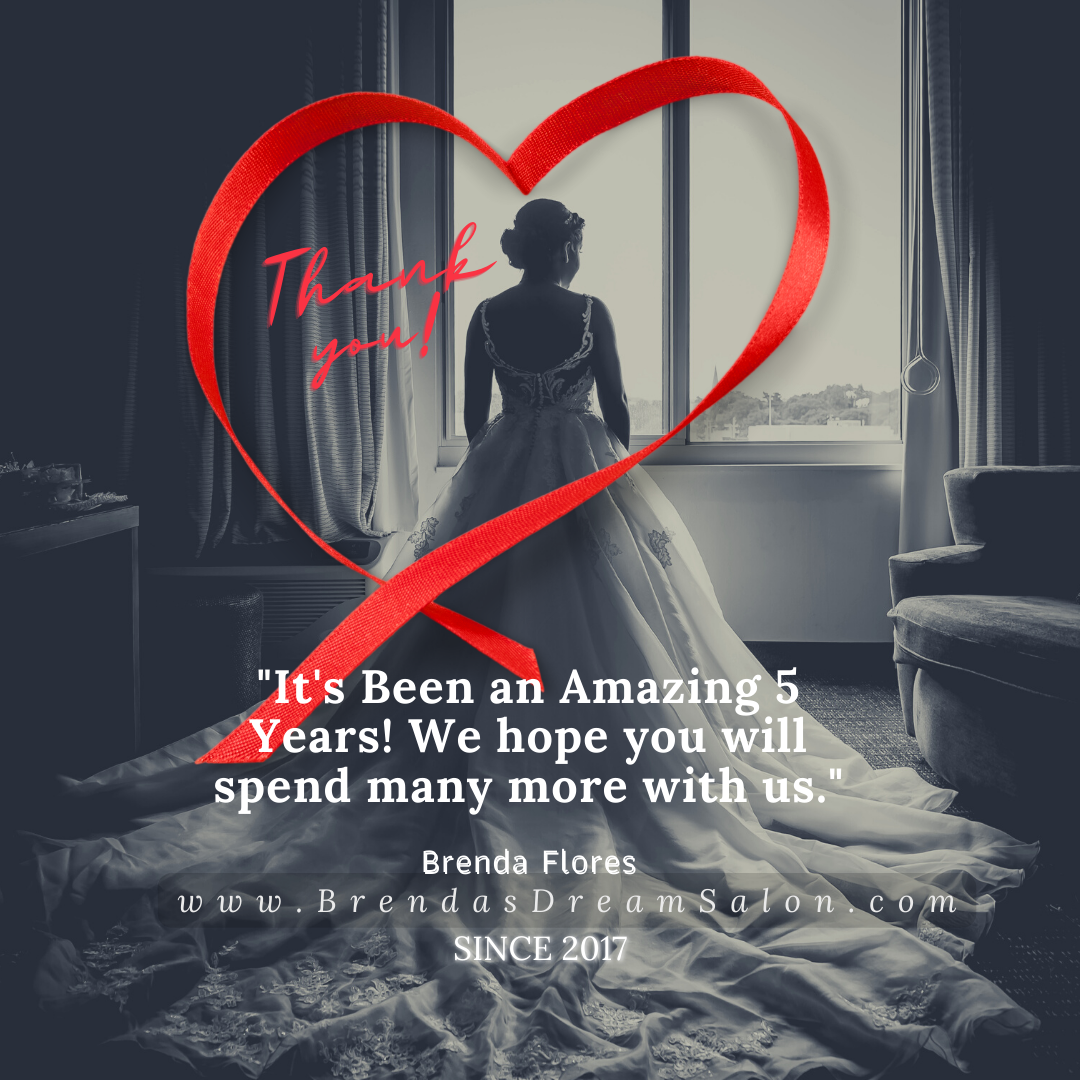 Thank
you!
"It's Been an Amazing 5
Years! We hope you will
spend many more with us."
Brenda Flores
www.BrendasDreamSalon.com
SINCE 2017